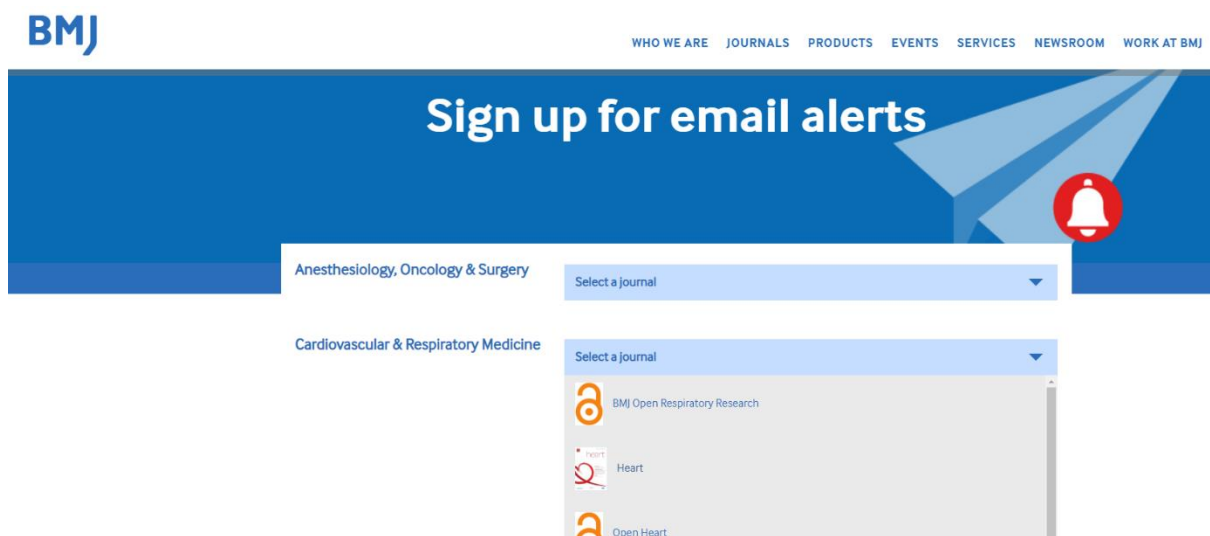 BMJ
WHO WE ARE JOURNALS PRODUCTS EVENTS SERVICES NEWSROOM WORK AT BMJ
Sign up for email alerts
Anesthesiology, Oncology & Surgery
Select a journal
Cardiovascular & Respiratory Medicine
Select a journal
BMJ Open Respiratory Research
heart
Heart
Open Heart